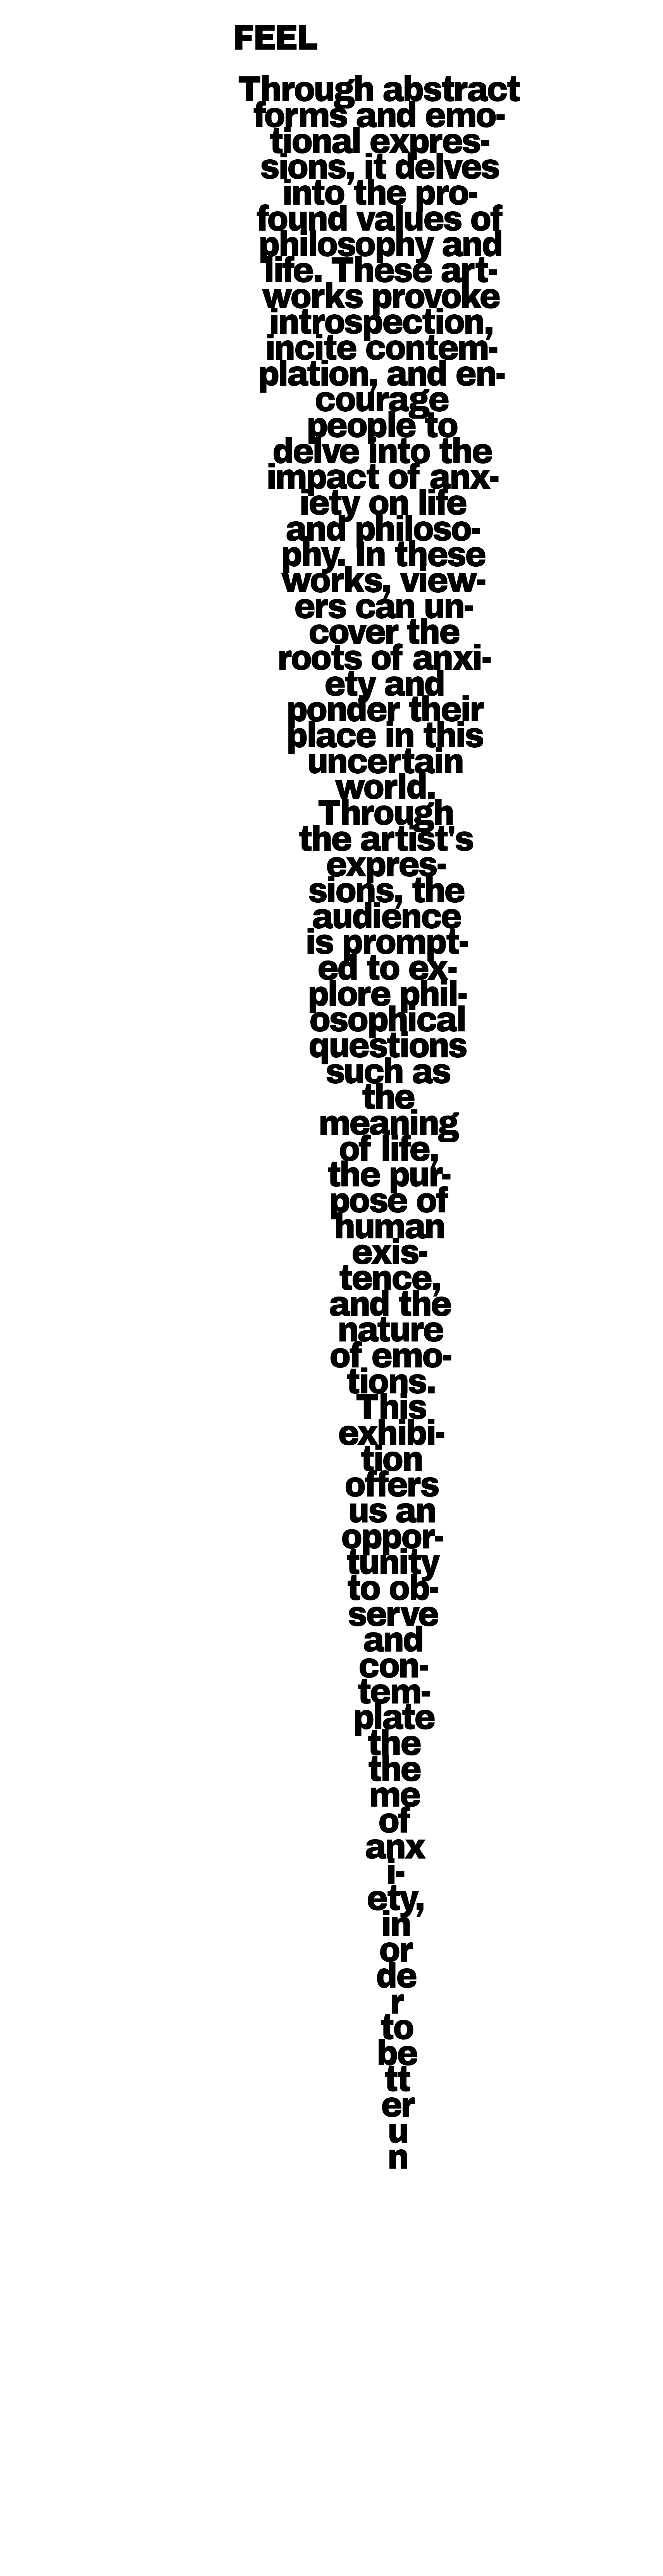 FEEL
Through abstract
forms and emo-
tional expres-
sions, it delves
into the pro-
found values of
philosophy and
life. These art-
works provoke
introspection,
incite contem-
plation, and en-
courage
people to
delve into the
impact of anx-
iety on life
and philoso-
phy. In these
works, view-
ers can un-
cover the
roots of anxi-
ety and
ponder their
place in this
uncertain
world.
Through
the artist's
expres-
sions, the
audience
is prompt-
ed to ex-
plore phil-
osophical
questions
such as
the
meaning
of life,
the pur-
pose of
human
exis-
tence,
and the
nature
of emo-
tions.
This
exhibi-
tion
offers
us an
oppor-
tunity
to ob-
serve
and
con-
tem-
plate
the
the
me
of
anx
i-
ety,
in
or
de
r
to
be
tt
er
u
n